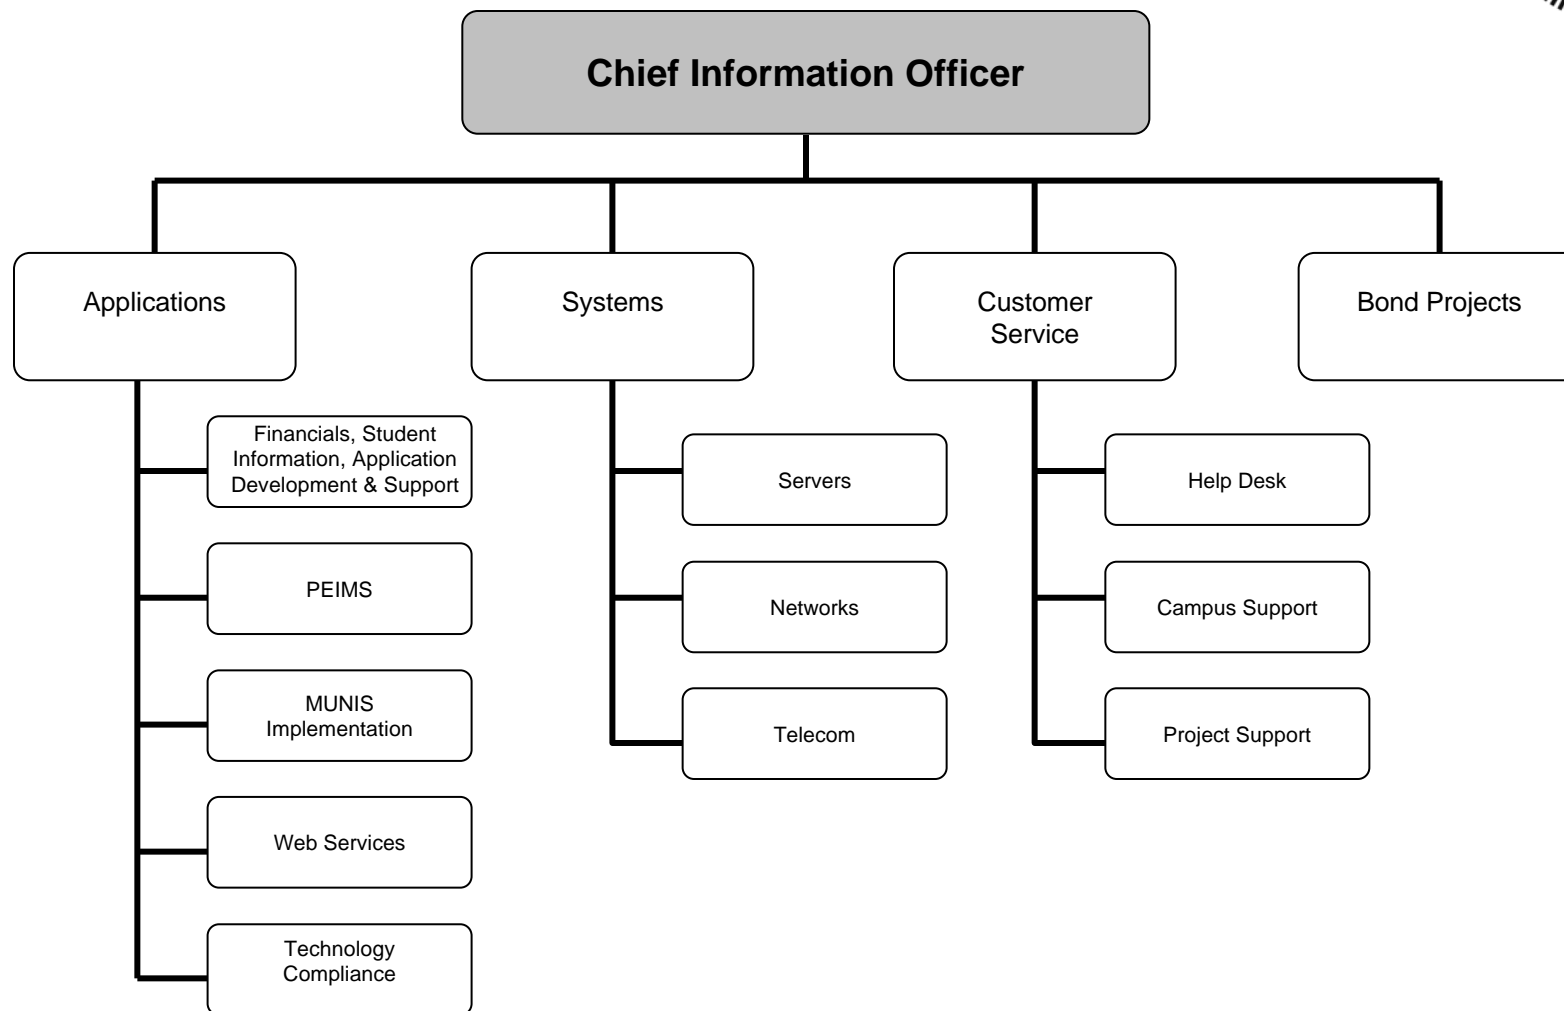 Chief Information Officer
Applications
Systems
Customer
Service
Bond Projects
Financials, Student
Information, Application
Development & Support
Servers
Help Desk
PEIMS
Networks
Campus Support
MUNIS
Implementation
Telecom
Project Support
Web Services
Technology
Compliance